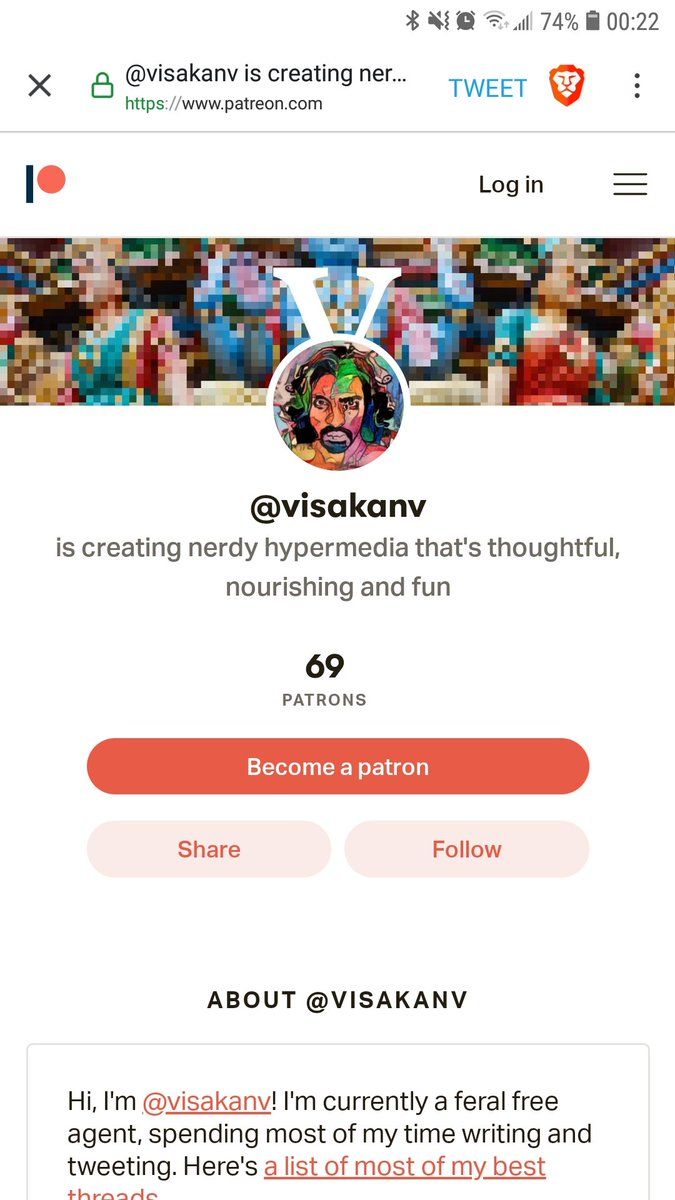 74% 00:22
@visakanv is creating ner...
TWEET
https://www.patreon.com
Log in
V
@visakanv
is creating nerdy hypermedia that's thoughtful,
nourishing and fun
69
PATRONS
Become a patron
Share Follow
ABOUT @VISAKANV
Hi, I'm @visakanv! I'm currently a feral free
agent, spending most of my time writing and
tweeting. Here's a list of most of my best
threads